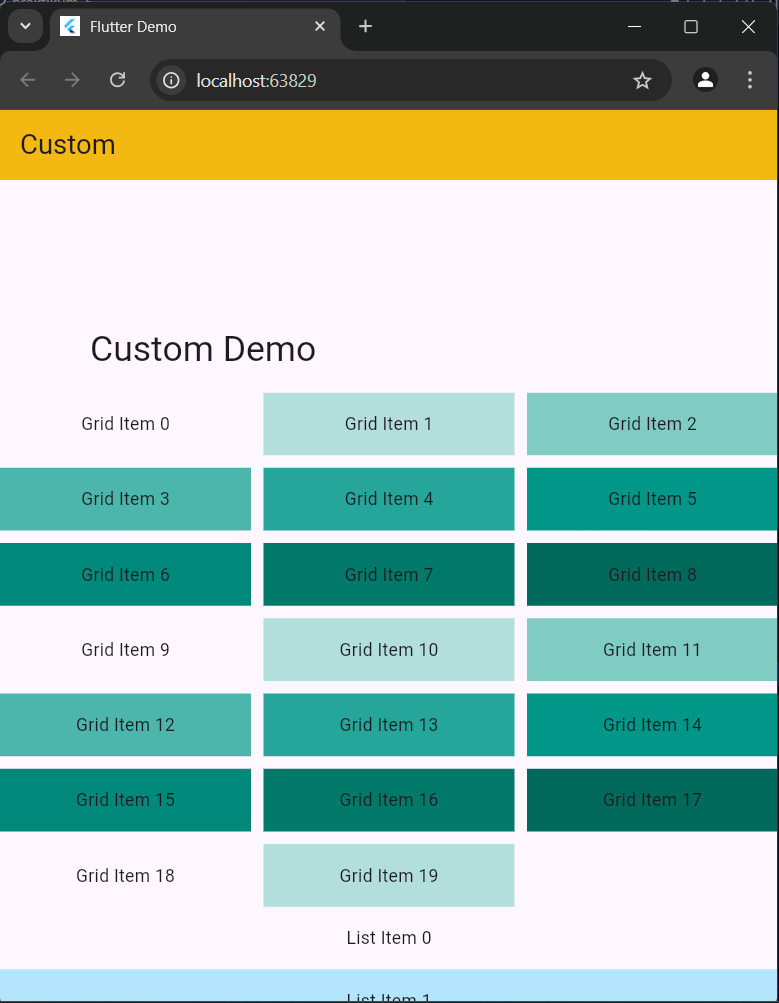 Flutter Demo
localhost:63829
Custom
Custom Demo
Grid Item 0
Grid Item 1
Grid Item 2
Grid Item 3
Grid Item 4
Grid Item 5
Grid Item 6
Grid Item 7
Grid Item 8
Grid Item 9
Grid Item 10
Grid Item 11
Grid Item 12
Grid Item 13
Grid Item 14
Grid Item 15
Grid Item 16
Grid Item 17
Grid Item 18
Grid Item 19
List Item 0
List Item 1